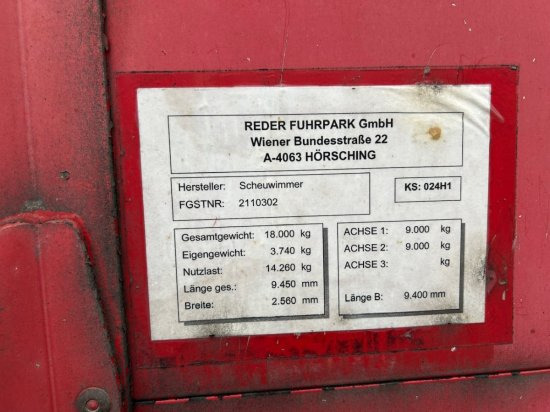 REDER FUHRPARK GmbH
Wiener Bundesstraße 22
A-4063 HÖRSCHING
Hersteller: Scheuwimmer
FGSTNR: 2110302
KS: 024H1
Gesamtgewicht: 18.000 kg
Eigengewicht: 3.740 kg
Nutzlast: 14.260 kg
Länge ges.: 9.450 mm
Breite: 2.560 mm
ACHSE 1: 9.000 kg
ACHSE 2: 9.000 kg
ACHSE 3: kg
Länge B: 9.400 mm